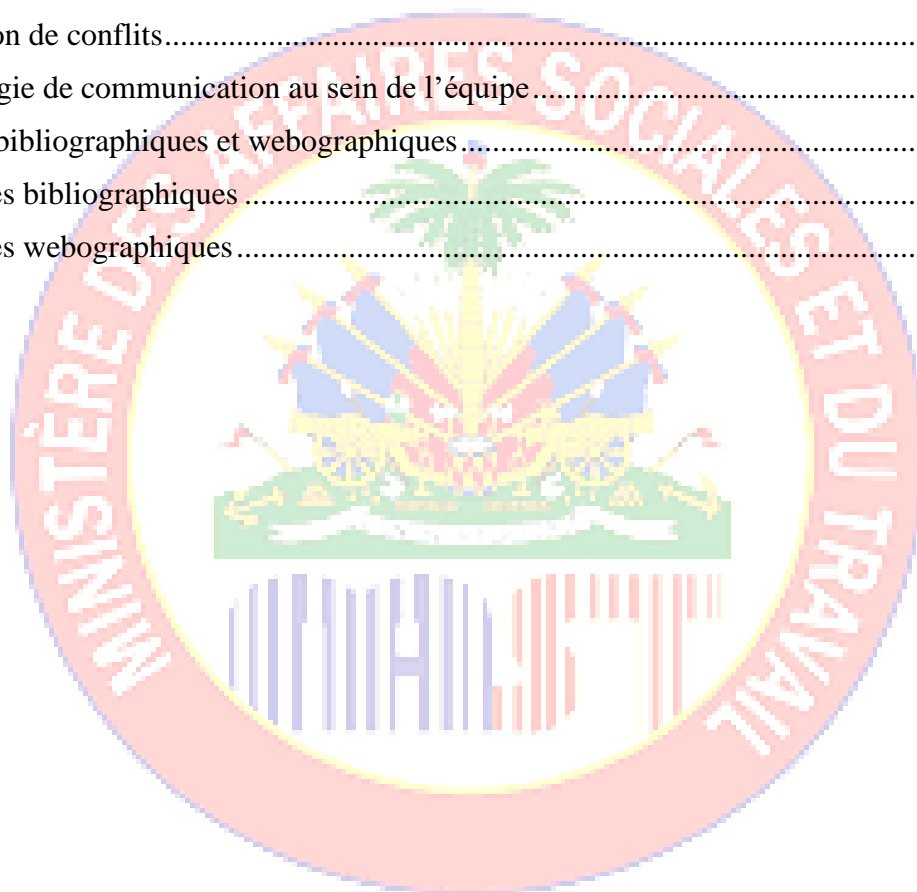 on de conflits..........................................................................................
gie de communication au sein de l’équipe.............................................
bibliographiques et webographiques......................................................
es bibliographiques................................................................................
es webographiques.................................................................................
MINISTÈRE DES AFFAIRES SOCIALES ET DU TRAVAIL
MAST